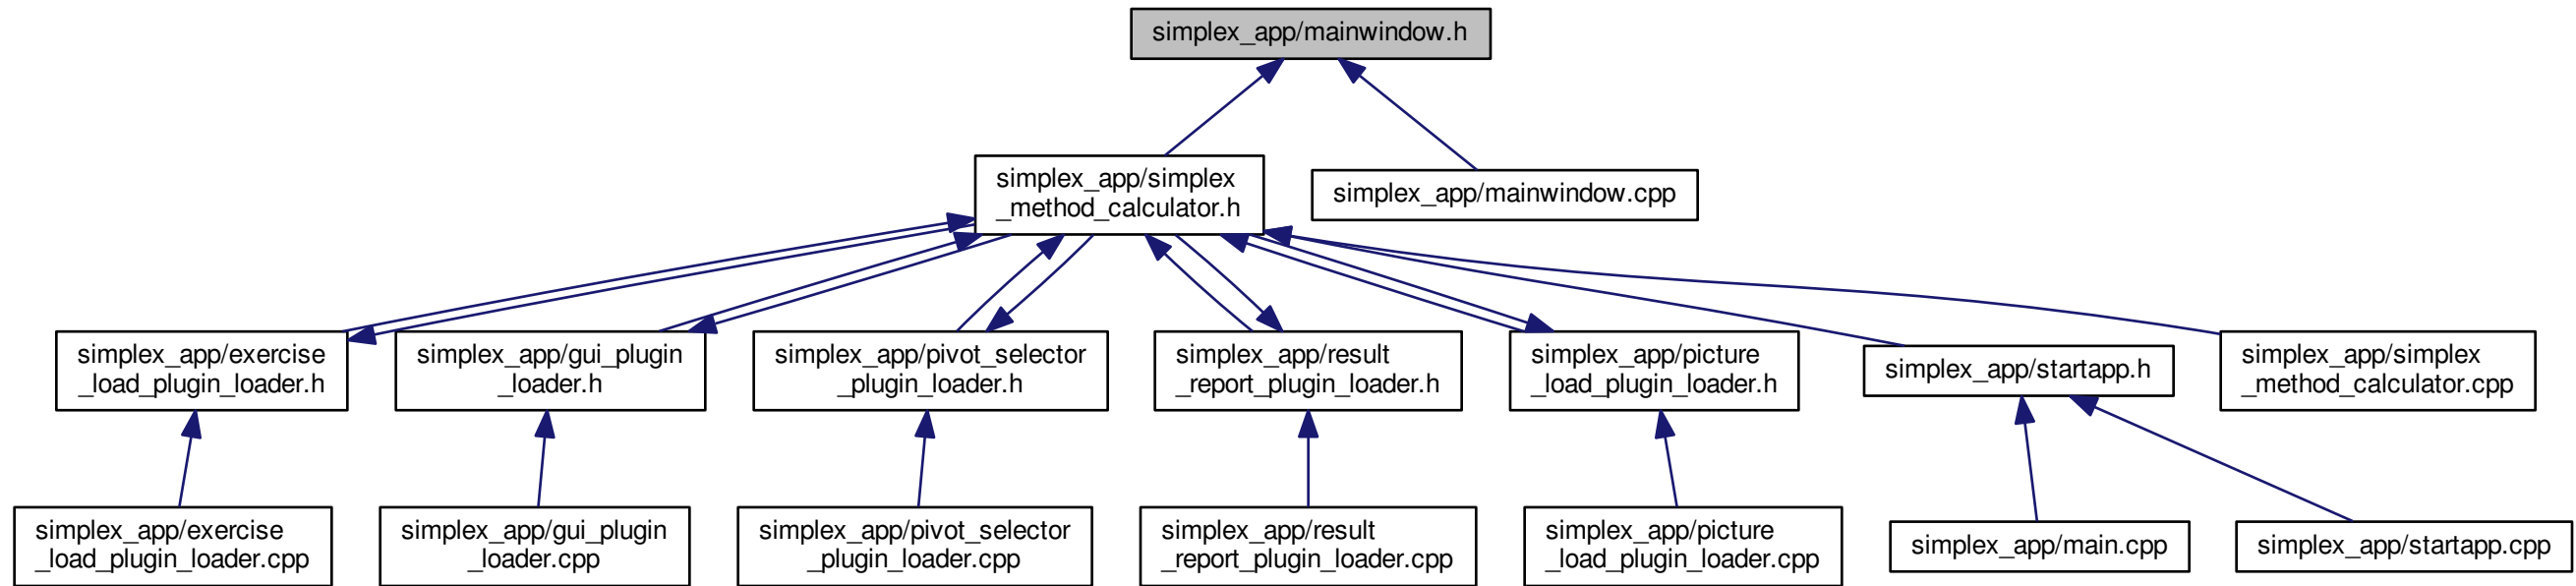 simplex_app/mainwindow.h
simplex_app/simplex
_method_calculator.h
simplex_app/mainwindow.cpp
simplex_app/exercise
_load_plugin_loader.h
simplex_app/gui_plugin
_loader.h
simplex_app/pivot_selector
_plugin_loader.h
simplex_app/result
_report_plugin_loader.h
simplex_app/picture
_load_plugin_loader.h
simplex_app/startapp.h
simplex_app/simplex
_method_calculator.cpp
simplex_app/exercise
_load_plugin_loader.cpp
simplex_app/gui_plugin
_loader.cpp
simplex_app/pivot_selector
_plugin_loader.cpp
simplex_app/result
_report_plugin_loader.cpp
simplex_app/picture
_load_plugin_loader.cpp
simplex_app/main.cpp
simplex_app/startapp.cpp